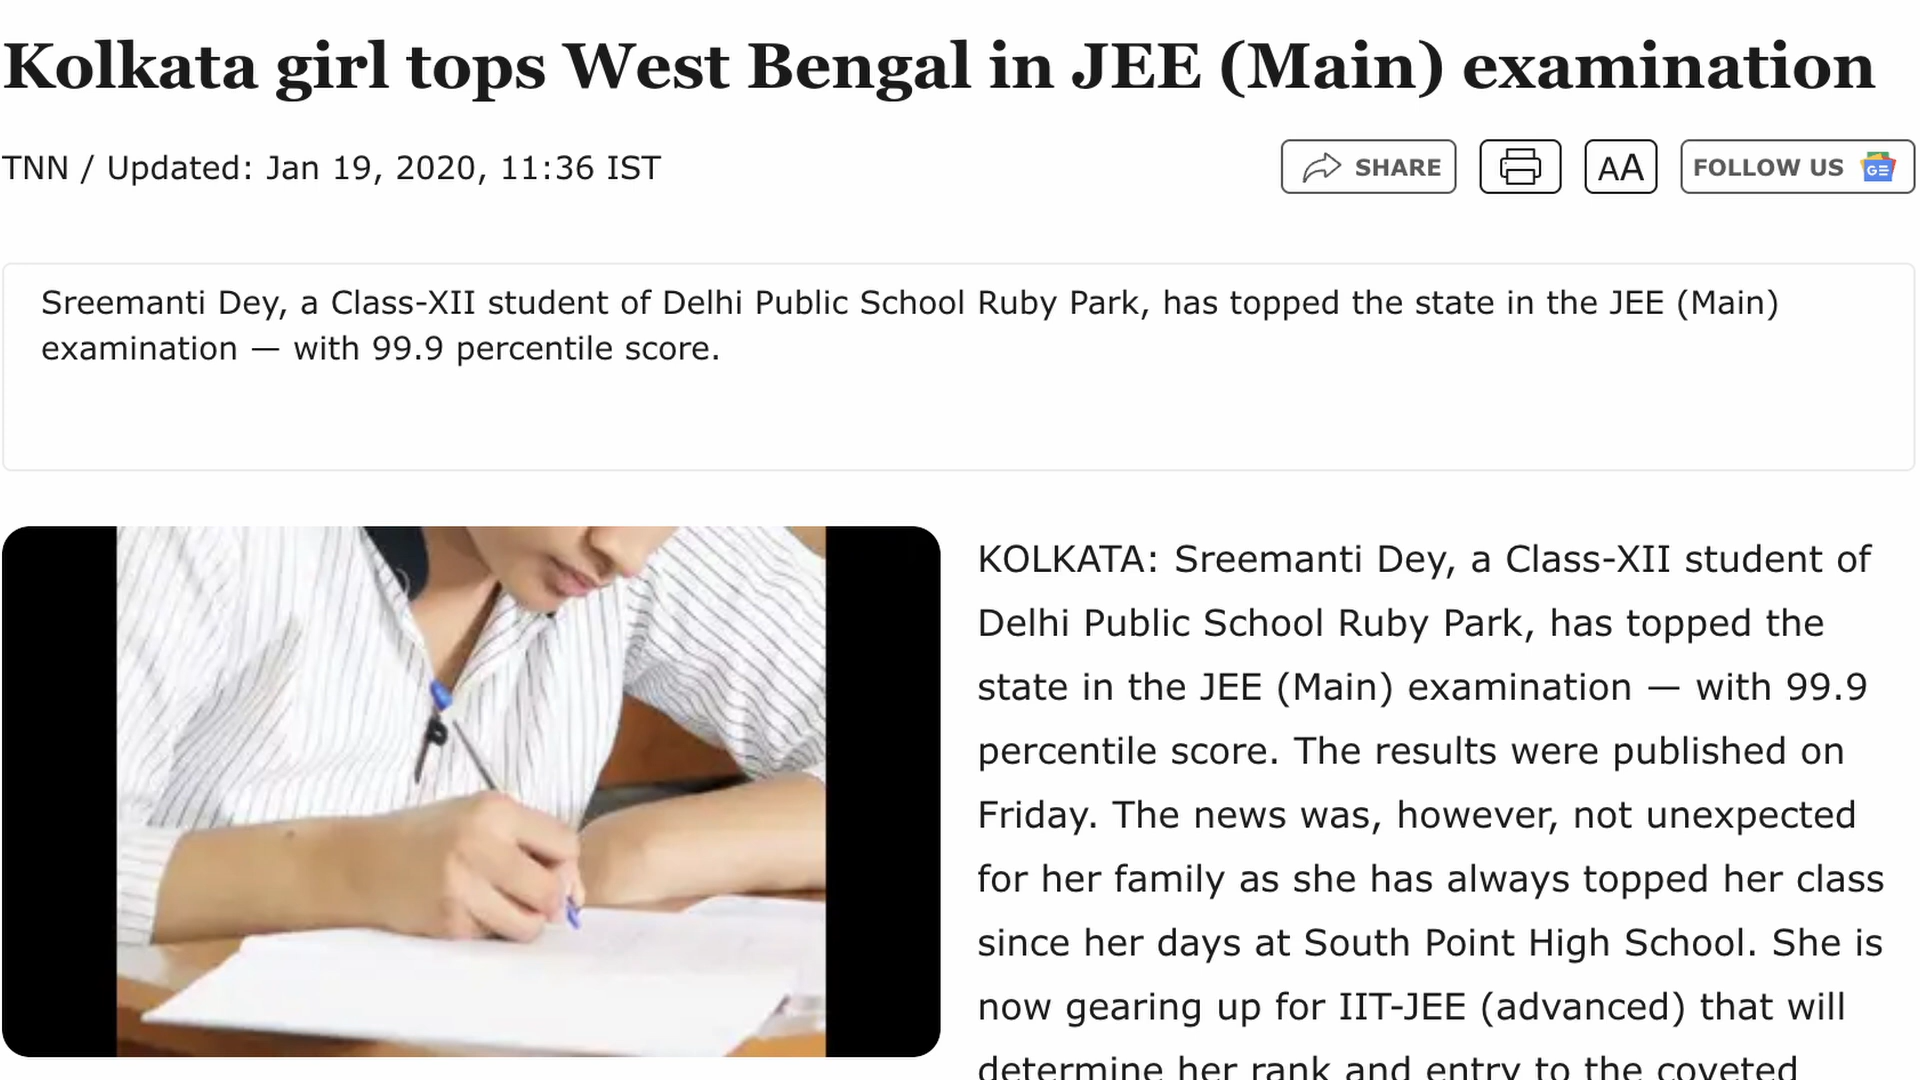 Kolkata girl tops West Bengal in JEE (Main) examination
TNN / Updated: Jan 19, 2020, 11:36 IST
SHARE
AA
FOLLOW US
GE
Sreemanti Dey, a Class-XII student of Delhi Public School Ruby Park, has topped the state in the JEE (Main)
examination — with 99.9 percentile score.
KOLKATA: Sreemanti Dey, a Class-XII student of
Delhi Public School Ruby Park, has topped the
state in the JEE (Main) examination — with 99.9
percentile score. The results were published on
Friday. The news was, however, not unexpected
for her family as she has always topped her class
since her days at South Point High School. She is
now gearing up for IIT-JEE (advanced) that will
determine her rank and entry to the coveted